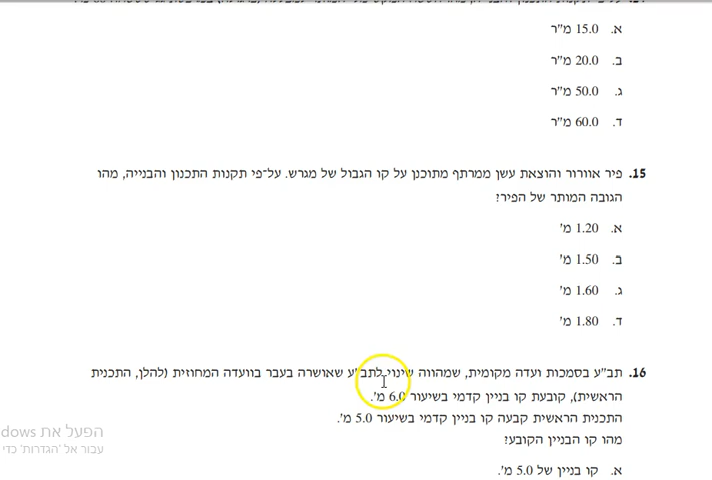 א. 15.0 מ"ר
ב. 20.0 מ"ר
ג. 50.0 מ"ר
ד. 60.0 מ"ר
15. פיר אוורור והוצאת עשן ממרתף מתוכנן על קו הגבול של מגרש. על־פי תקנות התכנון והבנייה, מהו
הגובה המותר של הפיר?
א. 1.20 מ'
ב. 1.50 מ'
ג. 1.60 מ'
ד. 1.80 מ'
16. תב"ע בסמכות ועדה מקומית, שמהווה שינוי לתב"ע שאושרה בעבר בוועדה המחוזית (להלן, התכנית
הראשית), קובעת קו בניין קדמי בשיעור 6.0 מ'.
התכנית הראשית קבעה קו בניין קדמי בשיעור 5.0 מ'.
מהו קו הבניין הקובע?
א. קו בניין של 5.0 מ'.
הפעל את dows
עבור אל 'הגדרות' כדי